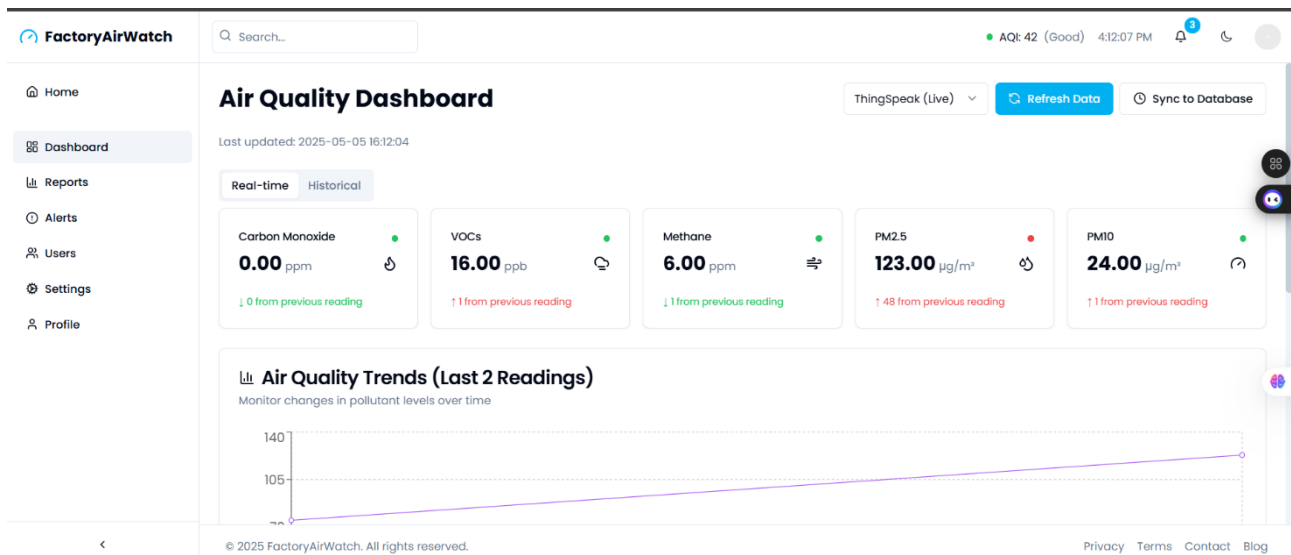 FactoryAirWatch
Search...
AQI: 42 (Good) 4:12:07 PM
3
Home
Dashboard
Reports
Alerts
Users
Settings
Profile
Air Quality Dashboard
ThingSpeak (Live)
Refresh Data
Sync to Database
Last updated: 2025-05-05 16:12:04
Real-time Historical
Carbon Monoxide
0.00 ppm
↓ 0 from previous reading
VOCs
16.00 ppb
↑ 1 from previous reading
Methane
6.00 ppm
↓ 1 from previous reading
PM2.5
123.00 µg/m³
↑ 48 from previous reading
PM10
24.00 µg/m³
↑ 1 from previous reading
Air Quality Trends (Last 2 Readings)
Monitor changes in pollutant levels over time
140
105
© 2025 FactoryAirWatch. All rights reserved.
Privacy Terms Contact Blog